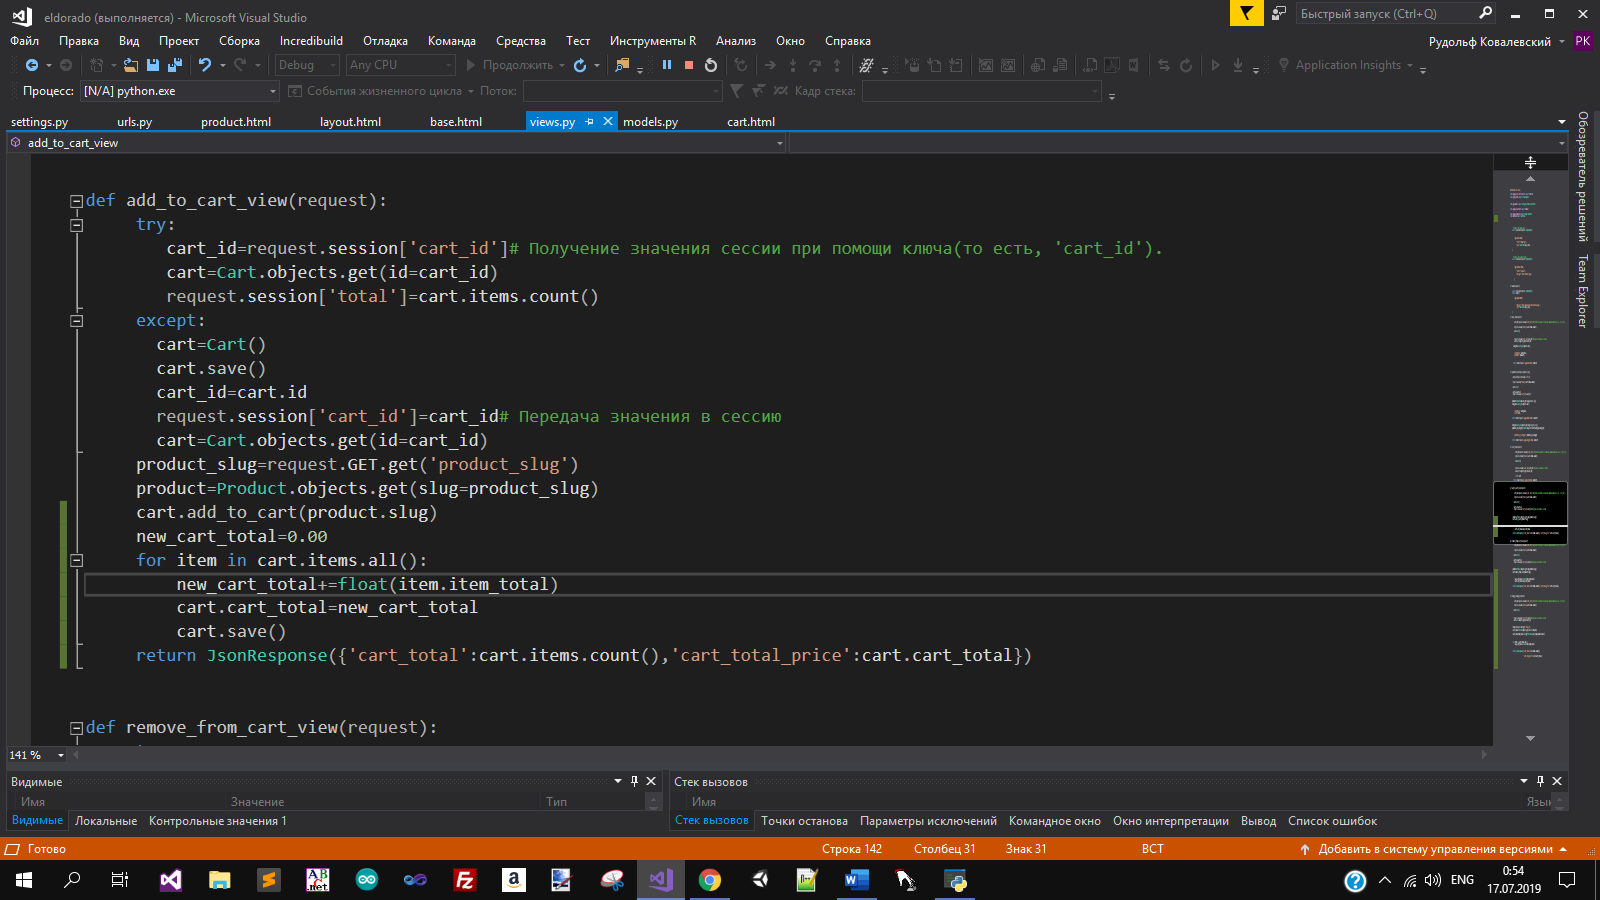 eldorado (выполняется) - Microsoft Visual Studio
Быстрый запуск (Ctrl+Q)
Файл Правка Вид Проект Сборка Incredibuild Отладка Команда Средства Тест Инструменты R Анализ Окно Справка
Рудольф Ковалевский РК
Debug Any CPU Продолжить Application Insights
Процесс: [N/A] python.exe События жизненного цикла Поток: Кадр стека:
settings.py urls.py product.html layout.html base.html views.py models.py cart.html
add_to_cart_view
Обозреватель решений
Team Explorer
def add_to_cart_view(request):
try:
cart_id=request.session['cart_id']# Получение значения сессии при помощи ключа(то есть, 'cart_id').
cart=Cart.objects.get(id=cart_id)
request.session['total']=cart.items.count()
except:
cart=Cart()
cart.save()
cart_id=cart.id
request.session['cart_id']=cart_id# Передача значения в сессию
cart=Cart.objects.get(id=cart_id)
product_slug=request.GET.get('product_slug')
product=Product.objects.get(slug=product_slug)
cart.add_to_cart(product.slug)
new_cart_total=0.00
for item in cart.items.all():
new_cart_total+=float(item.item_total)
cart.cart_total=new_cart_total
cart.save()
return JsonResponse({'cart_total':cart.items.count(),'cart_total_price':cart.cart_total})
def remove_from_cart_view(request):
141 %
Видимые
Имя Значение Тип
Видимые Локальные Контрольные значения 1
Стек вызовов
Имя Язык
Стек вызовов Точки останова Параметры исключений Командное окно Окно интерпретации Вывод Список ошибок
Готово Строка 142 Столбец 31 Знак 31 ВСТ Добавить в систему управления версиями
AB
.net
ENG
0:54
17.07.2019